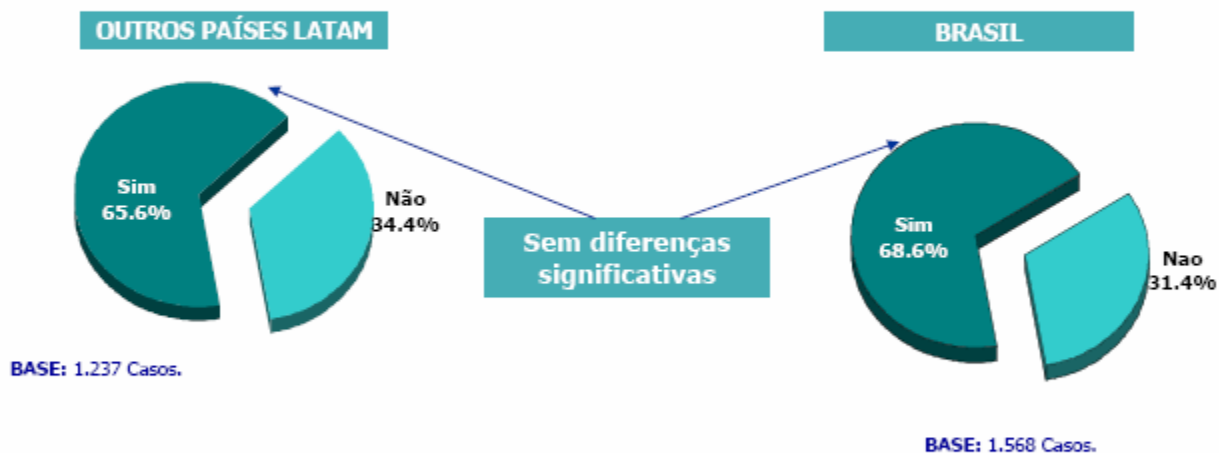 OUTROS PAÍSES LATAM
BRASIL
Sim
65.6%
Não
34.4%
Sem diferenças
significativas
Sim
68.6%
Nao
31.4%
BASE: 1.237 Casos.
BASE: 1.568 Casos.